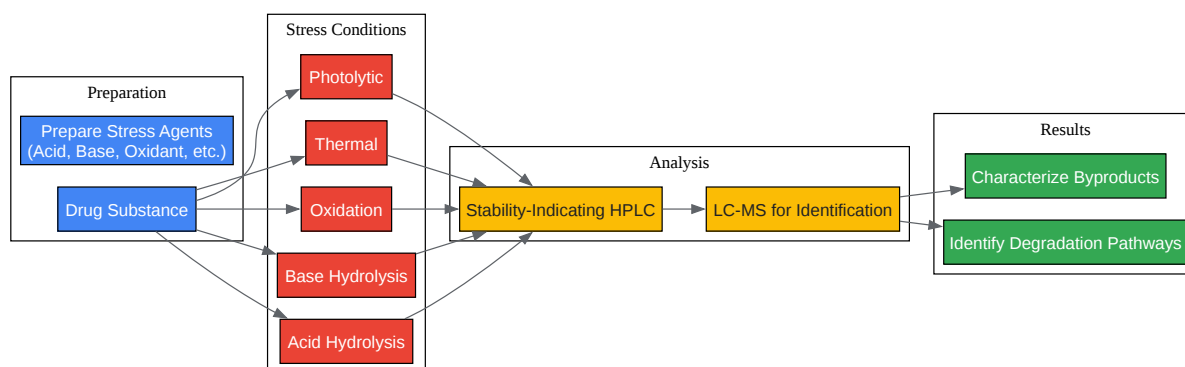 Preparation
Prepare Stress Agents
(Acid, Base, Oxidant, etc.)
Drug Substance
Stress Conditions
Photolytic
Thermal
Oxidation
Base Hydrolysis
Acid Hydrolysis
Analysis
Stability-Indicating HPLC
LC-MS for Identification
Results
Characterize Byproducts
Identify Degradation Pathways